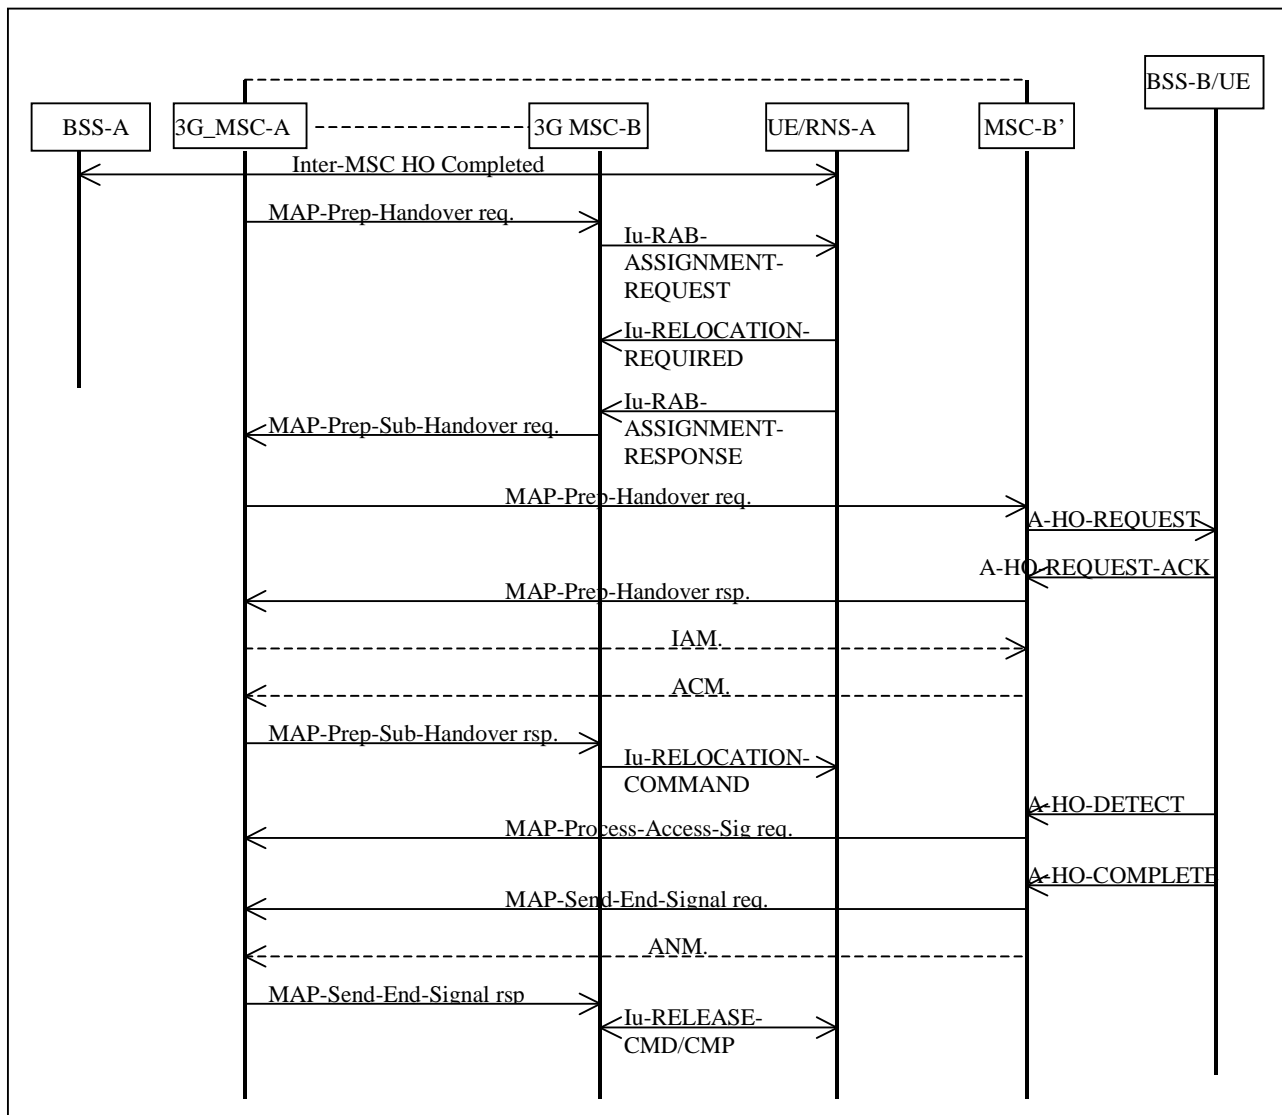 BSS-B/UE
BSS-A
3G_MSC-A
3G MSC-B
UE/RNS-A
MSC-B’
Inter-MSC HO Completed
MAP-Prep-Handover req.
Iu-RAB-
ASSIGNMENT-
REQUEST
Iu-RELOCATION-
REQUIRED
Iu-RAB-
ASSIGNMENT-
RESPONSE
MAP-Prep-Sub-Handover req.
MAP-Prep-Handover req.
A-HO-REQUEST
A-HO-REQUEST-ACK
MAP-Prep-Handover rsp.
IAM.
ACM.
MAP-Prep-Sub-Handover rsp.
Iu-RELOCATION-
COMMAND
A-HO-DETECT
MAP-Process-Access-Sig req.
A-HO-COMPLETE
MAP-Send-End-Signal req.
ANM.
MAP-Send-End-Signal rsp
Iu-RELEASE-
CMD/CMP